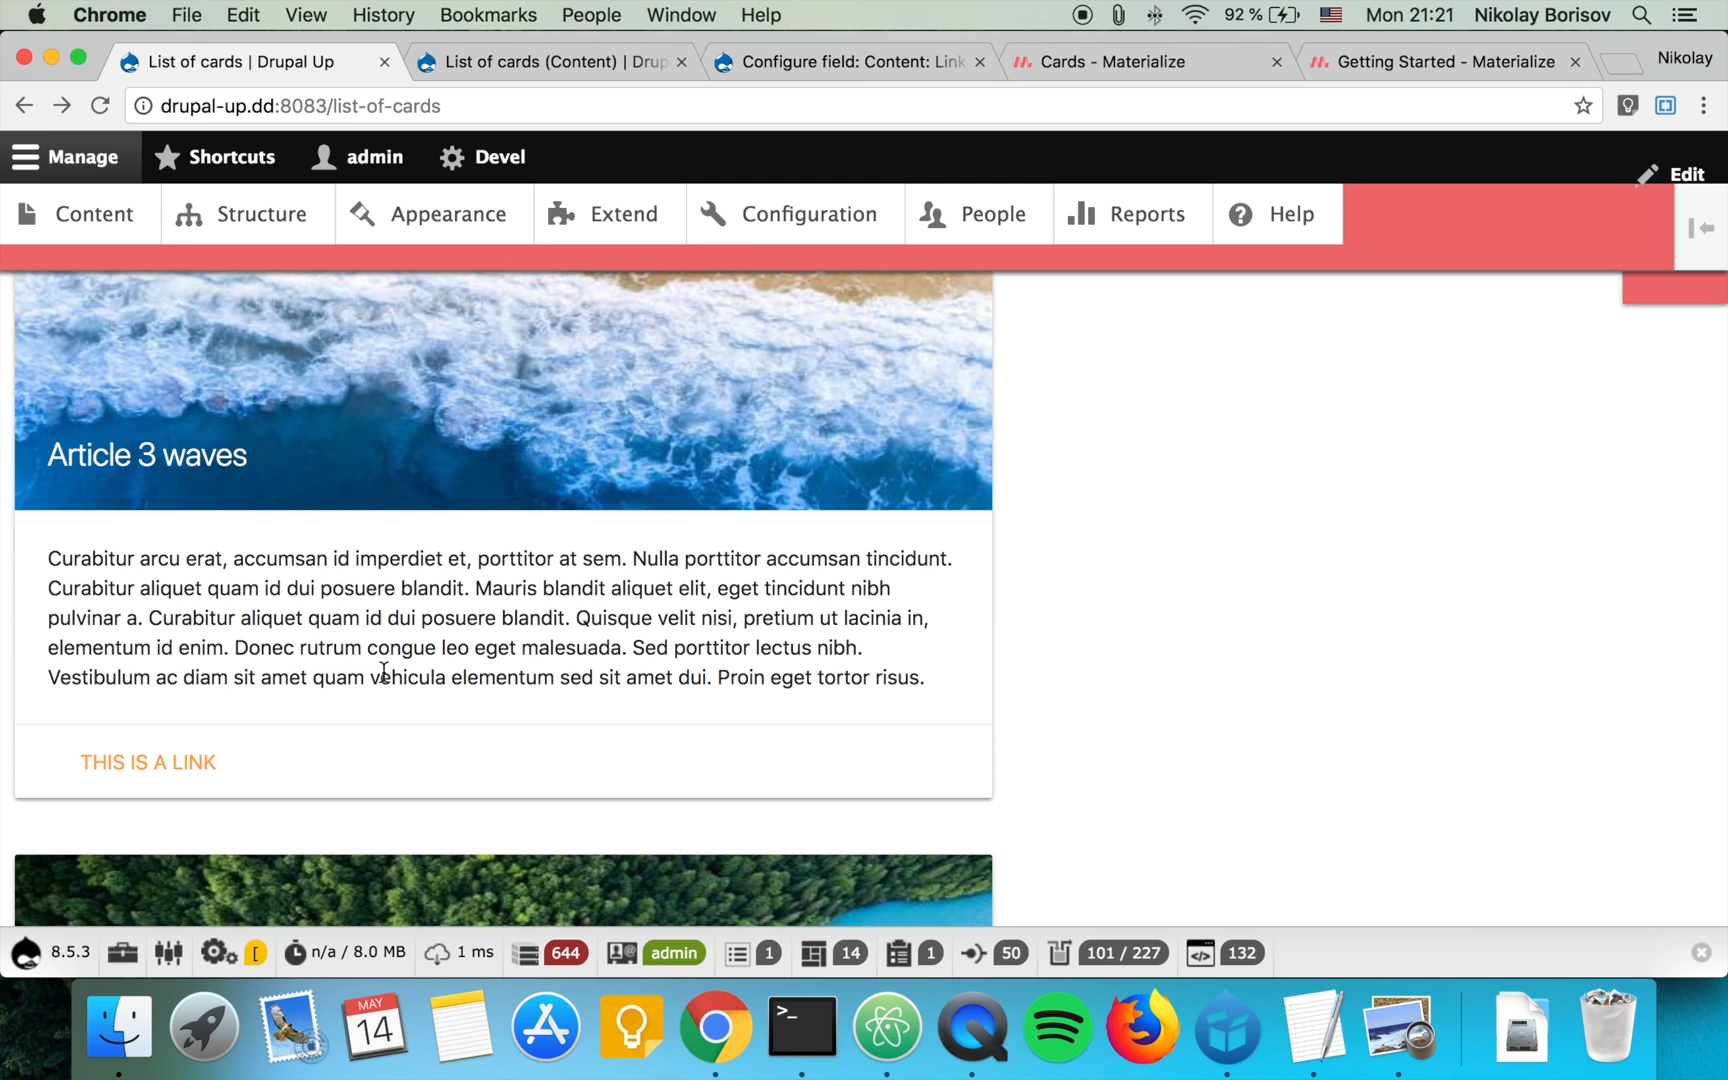 Chrome File Edit View History Bookmarks People Window Help 92 % Mon 21:21 Nikolay Borisov
List of cards | Drupal Up List of cards (Content) | Drup Configure field: Content: Link Cards - Materialize Getting Started - Materialize Nikolay
drupal-up.dd:8083/list-of-cards
Manage Shortcuts admin Devel Edit
Content Structure Appearance Extend Configuration People Reports Help
Article 3 waves
Curabitur arcu erat, accumsan id imperdiet et, porttitor at sem. Nulla porttitor accumsan tincidunt.
Curabitur aliquet quam id dui posuere blandit. Mauris blandit aliquet elit, eget tincidunt nibh
pulvinar a. Curabitur aliquet quam id dui posuere blandit. Quisque velit nisi, pretium ut lacinia in,
elementum id enim. Donec rutrum congue leo eget malesuada. Sed porttitor lectus nibh.
Vestibulum ac diam sit amet quam vehicula elementum sed sit amet dui. Proin eget tortor risus.
THIS IS A LINK
8.5.3 [ n/a / 8.0 MB 1 ms 644 admin 1 14 1 50 101 / 227 132
MAY
14